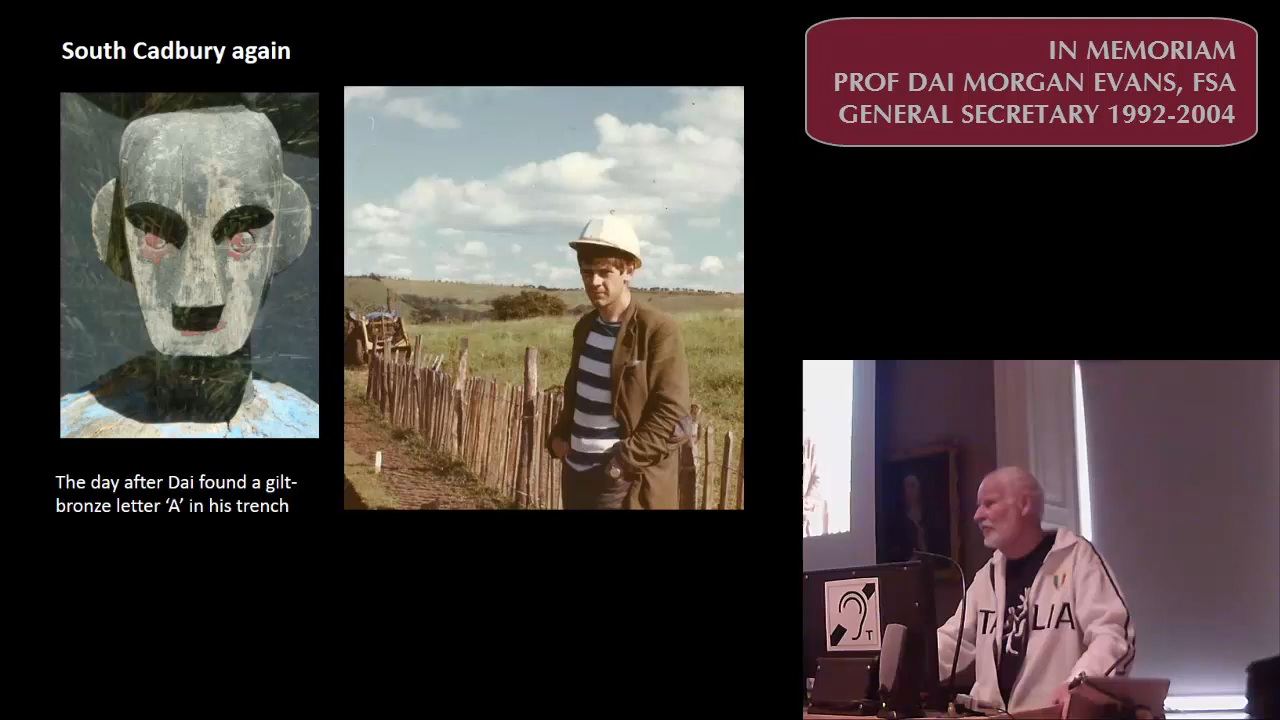 South Cadbury again
IN MEMORIAM
PROF DAI MORGAN EVANS, FSA
GENERAL SECRETARY 1992-2004
The day after Dai found a gilt-
bronze letter ‘A’ in his trench
T
LIA